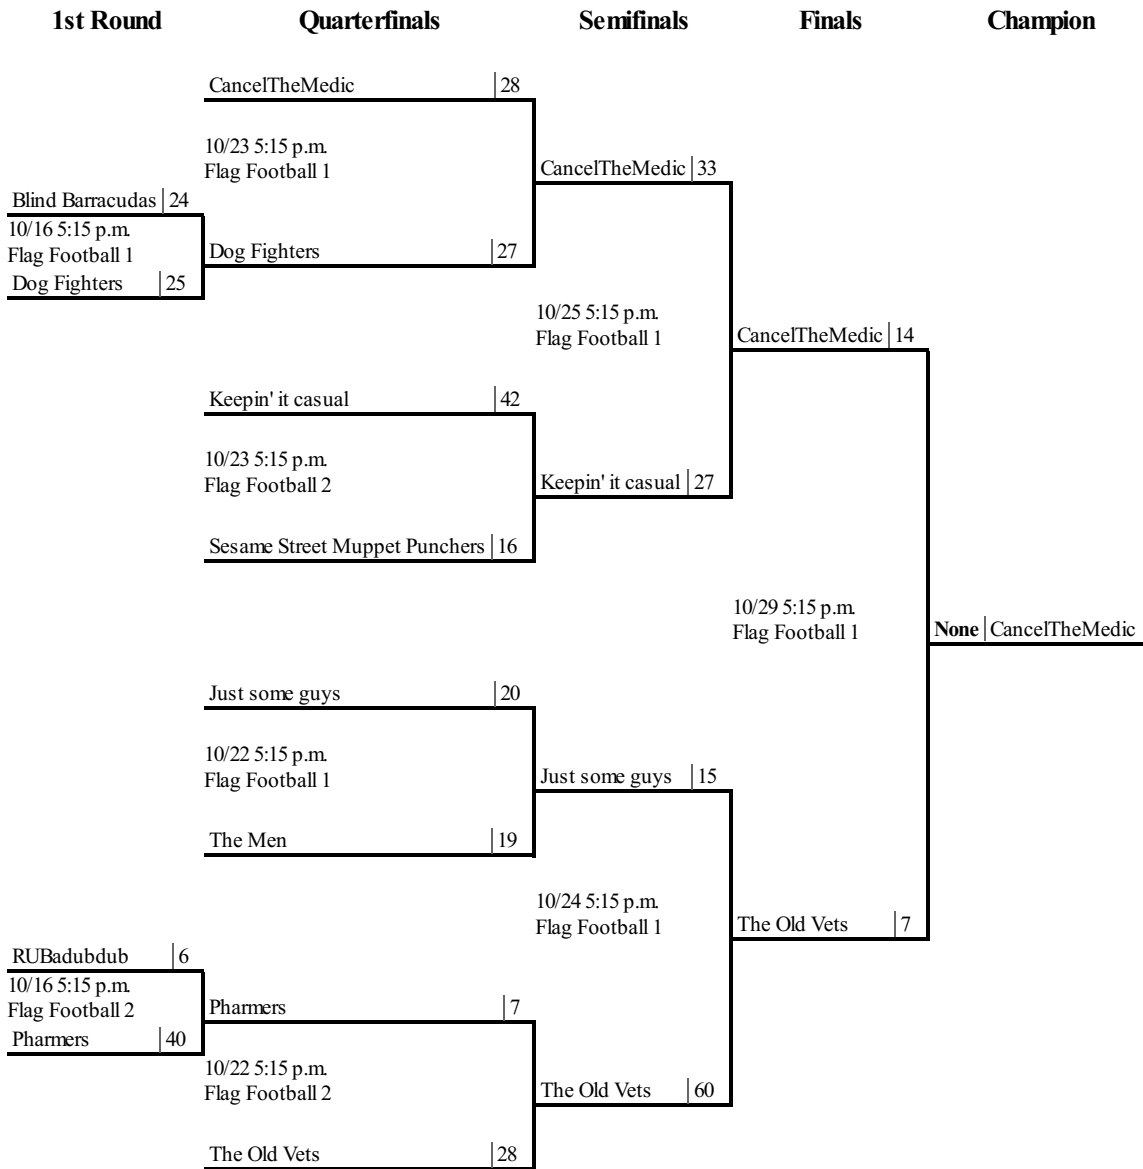 1st Round Quarterfinals Semifinals Finals Champion
CancelTheMedic 28
10/23 5:15 p.m.
Flag Football 1
CancelTheMedic 33
Blind Barracudas 24
10/16 5:15 p.m.
Flag Football 1
Dog Fighters 27
Dog Fighters 25
10/25 5:15 p.m.
Flag Football 1
CancelTheMedic 14
Keepin' it casual 42
10/23 5:15 p.m.
Flag Football 2
Keepin' it casual 27
Sesame Street Muppet Punchers 16
10/29 5:15 p.m.
Flag Football 1
None CancelTheMedic
Just some guys 20
10/22 5:15 p.m.
Flag Football 1
Just some guys 15
The Men 19
10/24 5:15 p.m.
Flag Football 1
The Old Vets 7
RUBadubdub 6
10/16 5:15 p.m.
Flag Football 2
Pharmers 7
Pharmers 40
10/22 5:15 p.m.
Flag Football 2
The Old Vets 60
The Old Vets 28